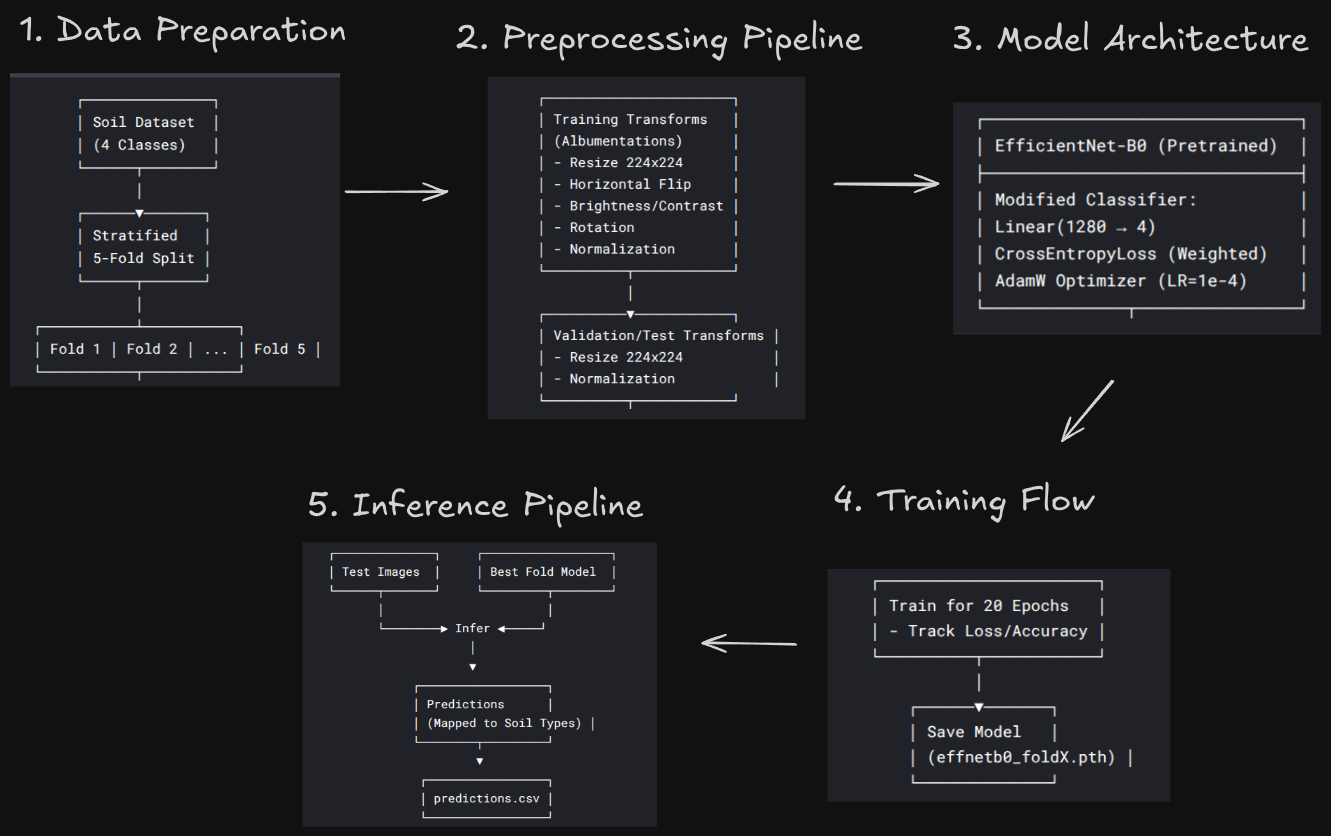 1. Data Preparation
Soil Dataset
(4 Classes)
Stratified
5-Fold Split
Fold 1 | Fold 2 | ... | Fold 5 |
2. Preprocessing Pipeline
Training Transforms
(Albumentations)
- Resize 224x224
- Horizontal Flip
- Brightness/Contrast
- Rotation
- Normalization
Validation/Test Transforms
- Resize 224x224
- Normalization
3. Model Architecture
EfficientNet-B0 (Pretrained)
Modified Classifier:
Linear(1280 → 4)
CrossEntropyLoss (Weighted)
AdamW Optimizer (LR=1e-4)
4. Training Flow
Train for 20 Epochs
- Track Loss/Accuracy
Save Model
(effnetb0_foldX.pth)
5. Inference Pipeline
Test Images
Best Fold Model
Infer
Predictions
(Mapped to Soil Types)
predictions.csv